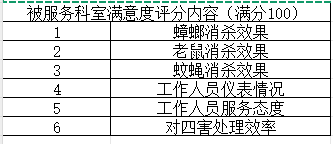 被服务科室满意度评分内容（满分100）
1 蟑螂消杀效果
2 老鼠消杀效果
3 蚊蝇消杀效果
4 工作人员仪表情况
5 工作人员服务态度
6 对四害处理效率